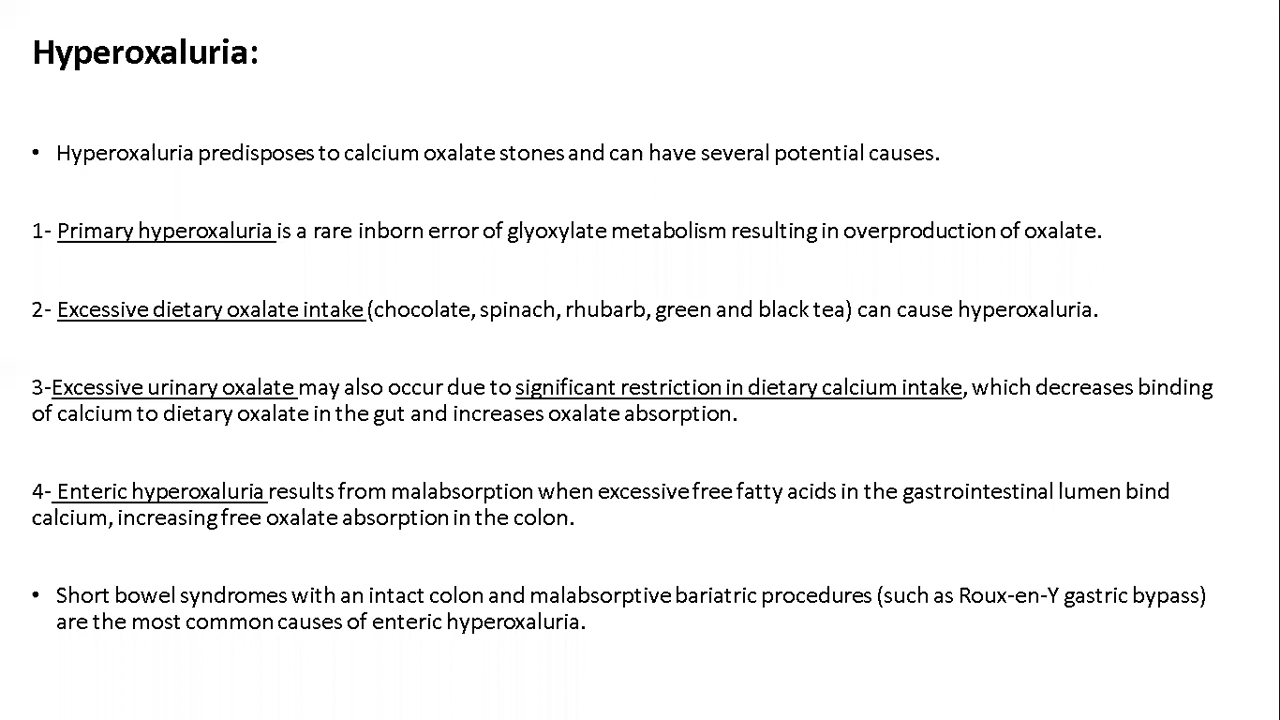 Hyperoxaluria:
• Hyperoxaluria predisposes to calcium oxalate stones and can have several potential causes.
1- Primary hyperoxaluria is a rare inborn error of glyoxylate metabolism resulting in overproduction of oxalate.
2- Excessive dietary oxalate intake (chocolate, spinach, rhubarb, green and black tea) can cause hyperoxaluria.
3-Excessive urinary oxalate may also occur due to significant restriction in dietary calcium intake, which decreases binding
of calcium to dietary oxalate in the gut and increases oxalate absorption.
4- Enteric hyperoxaluria results from malabsorption when excessive free fatty acids in the gastrointestinal lumen bind
calcium, increasing free oxalate absorption in the colon.
• Short bowel syndromes with an intact colon and malabsorptive bariatric procedures (such as Roux-en-Y gastric bypass)
are the most common causes of enteric hyperoxaluria.